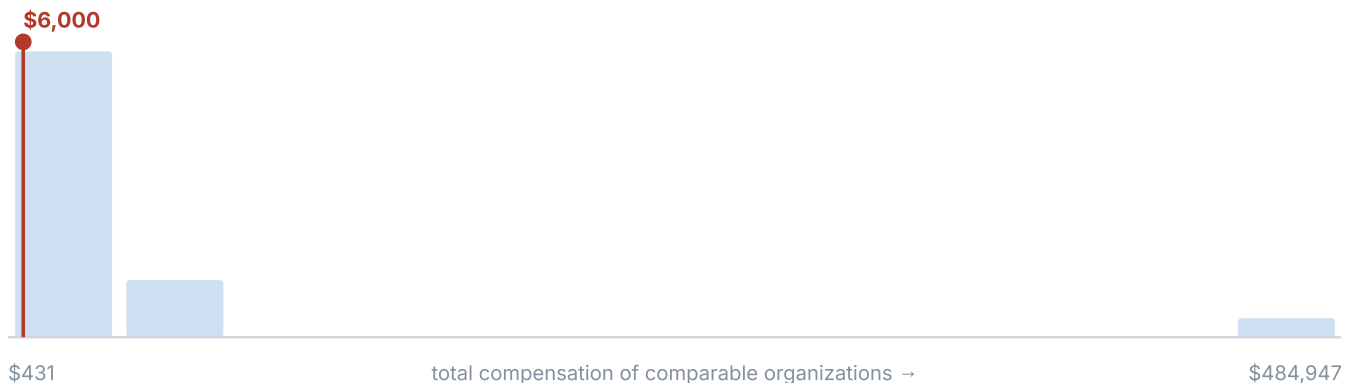 $6,000
$431 total compensation of comparable organizations → $484,947